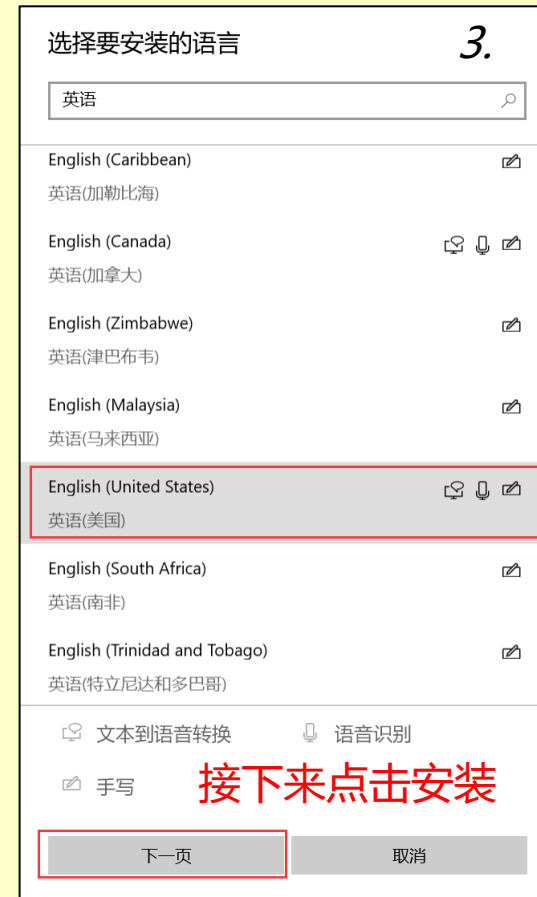 选择要安装的语言 3.
英语
English (Caribbean)
英语(加勒比海)
English (Canada)
英语(加拿大)
English (Zimbabwe)
英语(津巴布韦)
English (Malaysia)
英语(马来西亚)
English (United States)
英语(美国)
English (South Africa)
英语(南非)
English (Trinidad and Tobago)
英语(特立尼达和多巴哥)
文本到语音转换 语音识别
手写 接下来点击安装
下一页 取消